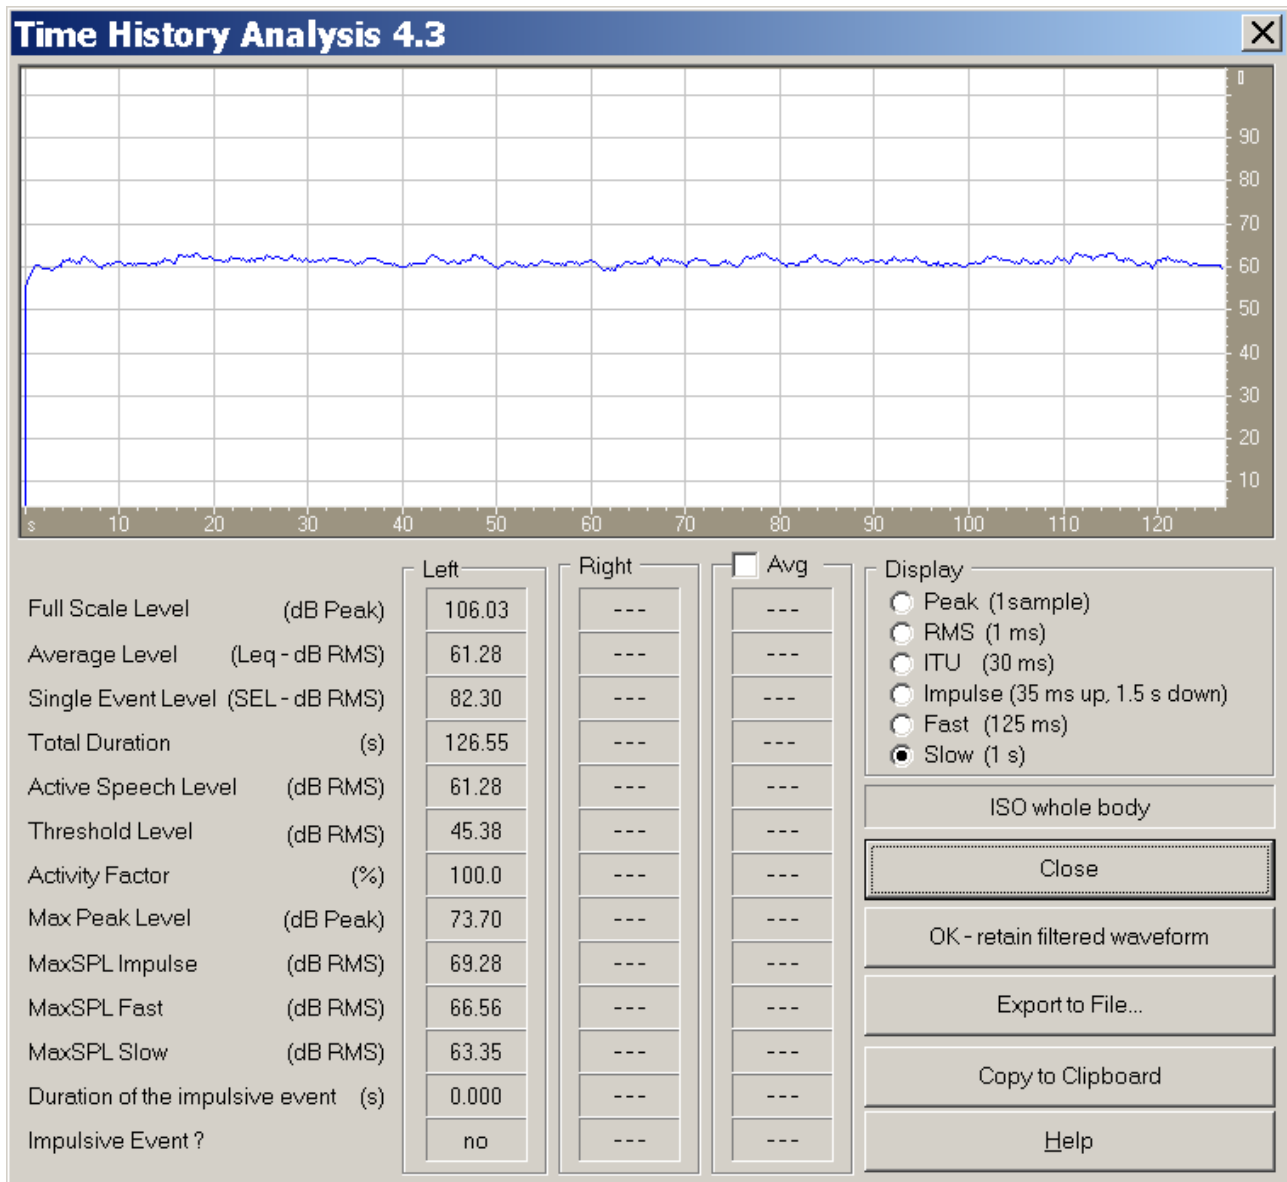 Time History Analysis 4.3
90
80
70
60
50
40
30
20
10
s 10 20 30 40 50 60 70 80 90 100 110 120
Left Right Avg Display
Full Scale Level (dB Peak) 106.03 --- --- Peak (1sample)
RMS (1 ms)
Average Level (Leq - dB RMS) 61.28 --- --- ITU (30 ms)
Single Event Level (SEL - dB RMS) 82.30 --- --- Impulse (35 ms up, 1.5 s down)
Fast (125 ms)
Total Duration (s) 126.55 --- --- Slow (1 s)
Active Speech Level (dB RMS) 61.28 --- ---
ISO whole body
Threshold Level (dB RMS) 45.38 --- ---
Activity Factor (%) 100.0 --- --- Close
Max Peak Level (dB Peak) 73.70 --- ---
OK - retain filtered waveform
MaxSPL Impulse (dB RMS) 69.28 --- ---
MaxSPL Fast (dB RMS) 66.56 --- --- Export to File...
MaxSPL Slow (dB RMS) 63.35 --- ---
Copy to Clipboard
Duration of the impulsive event (s) 0.000 --- ---
Impulsive Event ? no --- --- Help